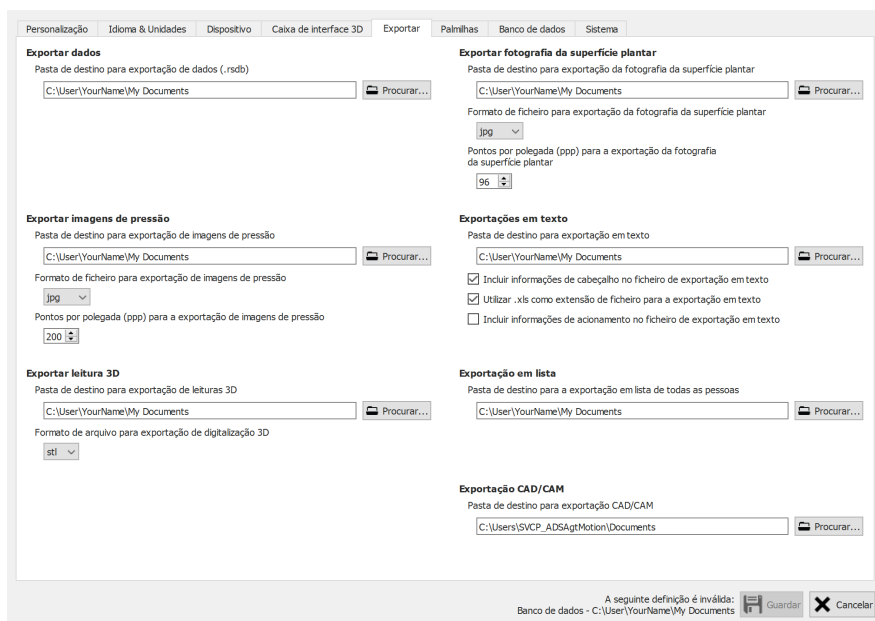 Personalização
Idioma & Unidades
Dispositivo
Caixa de interface 3D
Exportar
Palmilhas
Banco de dados
Sistema
Exportar dados
Pasta de destino para exportação de dados (.rsdb)
C:\User\YourName\My Documents
Procurar...
Exportar fotografia da superfície plantar
Pasta de destino para exportação da fotografia da superfície plantar
C:\User\YourName\My Documents
Procurar...
Formato de ficheiro para exportação da fotografia da superfície plantar
jpg
Pontos por polegada (ppp) para a exportação da fotografia
da superfície plantar
96
Exportar imagens de pressão
Pasta de destino para exportação de imagens de pressão
C:\User\YourName\My Documents
Procurar...
Formato de ficheiro para exportação de imagens de pressão
jpg
Pontos por polegada (ppp) para a exportação de imagens de pressão
200
Exportações em texto
Pasta de destino para exportação em texto
C:\User\YourName\My Documents
Procurar...
Incluir informações de cabeçalho no ficheiro de exportação em texto
Utilizar .xls como extensão de ficheiro para a exportação em texto
Incluir informações de acionamento no ficheiro de exportação em texto
Exportar leitura 3D
Pasta de destino para exportação de leituras 3D
C:\User\YourName\My Documents
Procurar...
Formato de arquivo para exportação de digitalização 3D
stl
Exportação em lista
Pasta de destino para a exportação em lista de todas as pessoas
C:\User\YourName\My Documents
Procurar...
Exportação CAD/CAM
Pasta de destino para exportação CAD/CAM
C:\Users\SVCP_ADSAgtMotion\Documents
Procurar...
A seguinte definição é inválida:
Banco de dados - C:\User\YourName\My Documents
Guardar
Cancelar